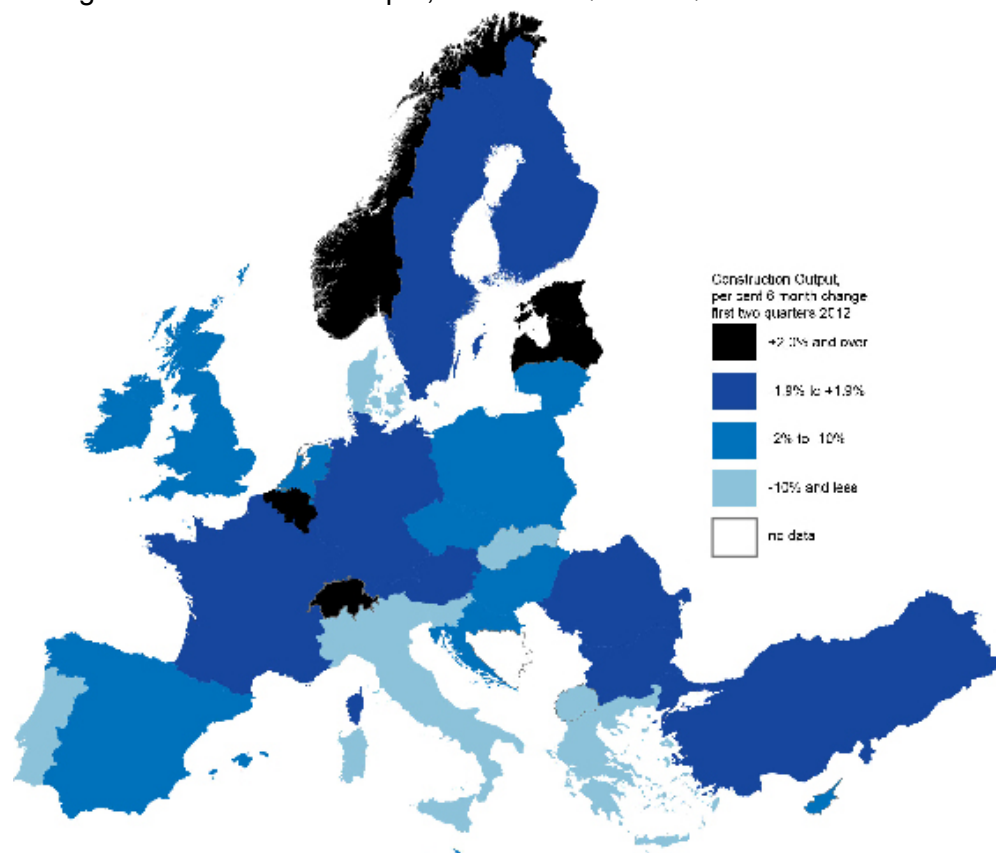 Construction Output,
per cent 6 month change
first two quarters 2012
+2.0% and over
1.9% to +1.9%
2% to 10%
-10% and less
no data